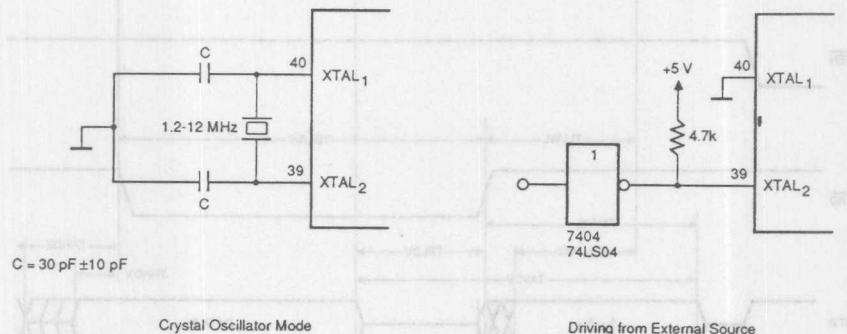 C
40
XTAL1
1.2-12 MHz
39
XTAL2
C
C = 30 pF ±10 pF
Crystal Oscillator Mode
+5 V
4.7k
40
XTAL1
1
39
XTAL2
7404
74LS04
Driving from External Source